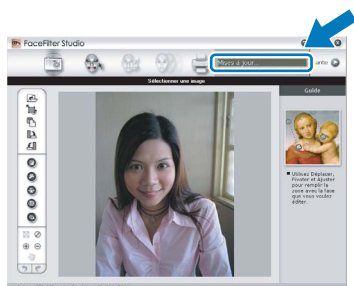 FaceFilter Studio
Mises à jour...
Sélectionner une image
Guide
Utilisez Déplacer,
Pivoter et Ajuster
pour remplir la
zone avec la face
que vous voulez
éditer.